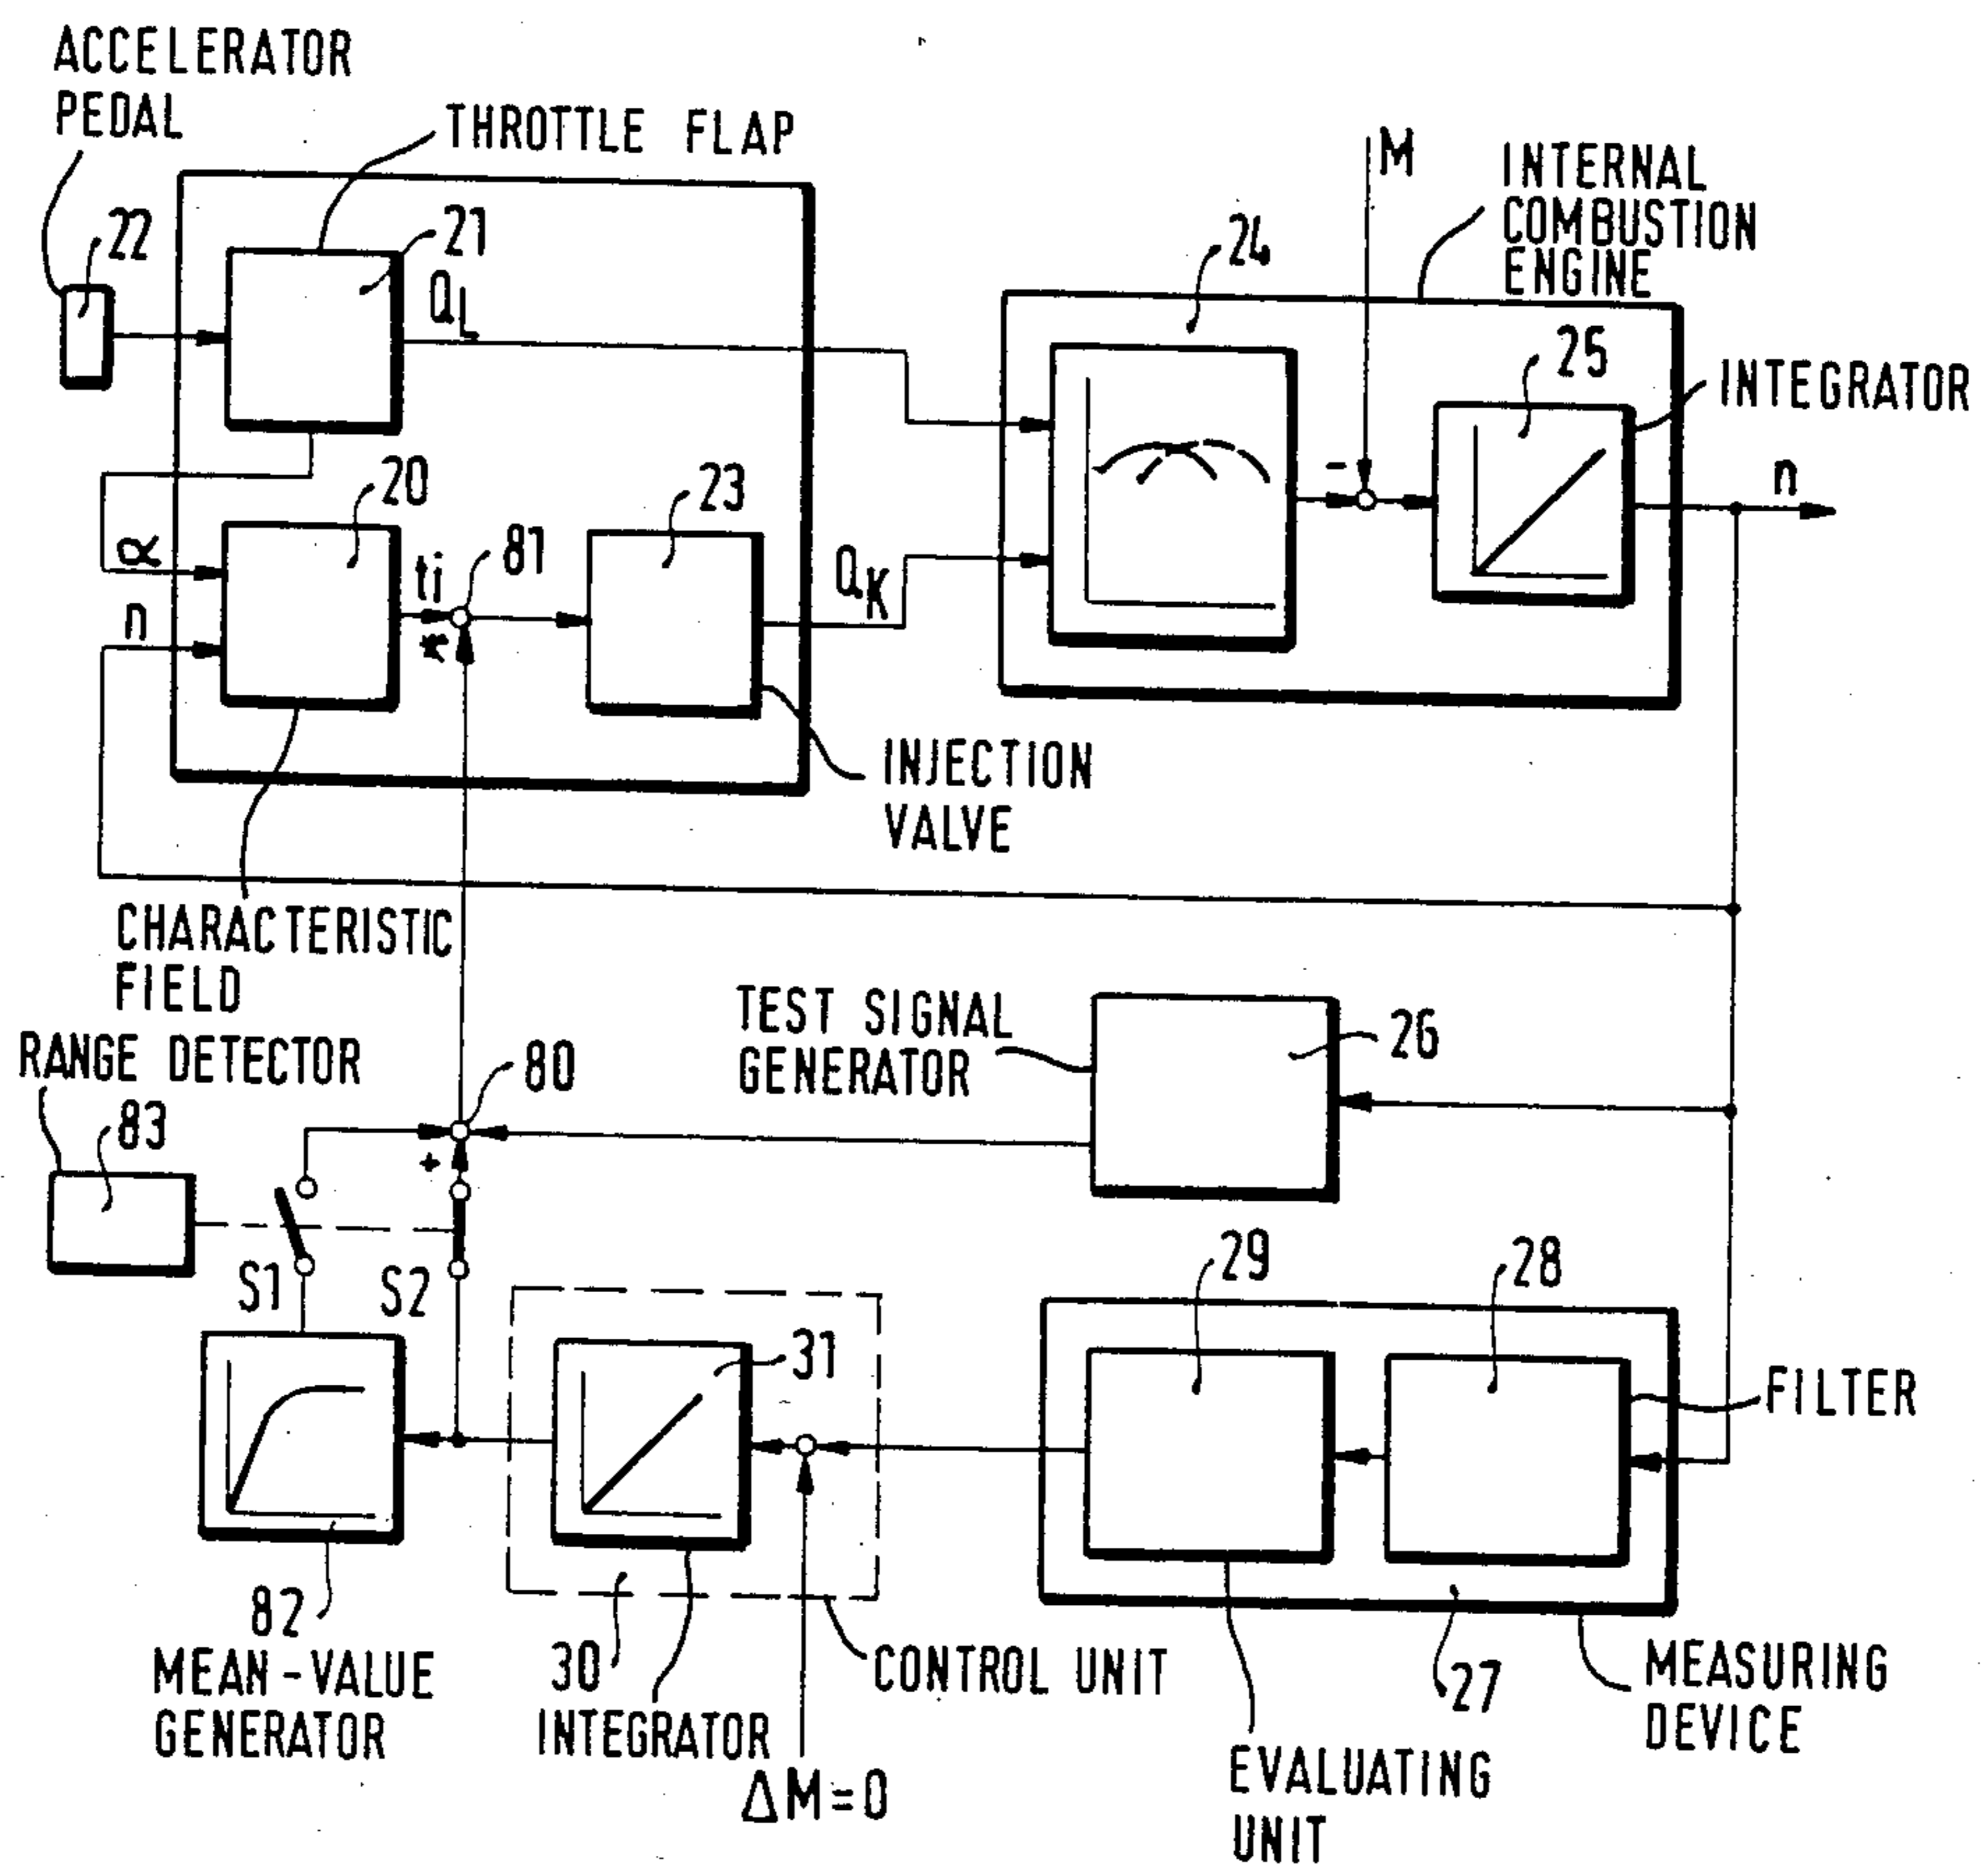 ACCELERATOR
PEDAL
THROTTLE FLAP
M
INTERNAL
COMBUSTION
ENGINE
22
21
24
QL
25
INTEGRATOR
n
20
23
α
ti
81
QK
n
*
-
INJECTION
VALVE
CHARACTERISTIC
FIELD
TEST SIGNAL
GENERATOR
26
RANGE DETECTOR
80
83
+
S1
S2
29
28
31
FILTER
82
MEAN-VALUE
GENERATOR
30
INTEGRATOR
CONTROL UNIT
27
MEASURING
DEVICE
ΔM=0
EVALUATING
UNIT